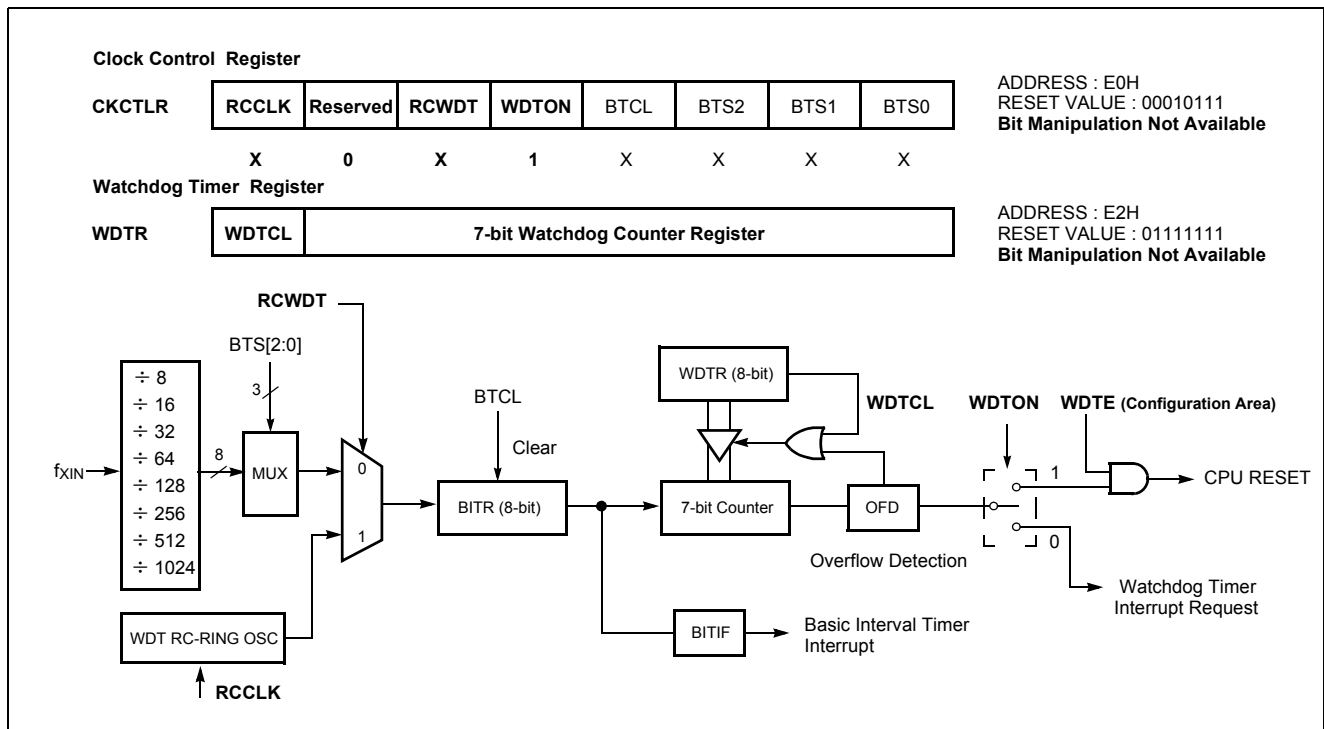 Clock Control Register
CKCTLR RCCLK Reserved RCWDT WDTON BTCL BTS2 BTS1 BTS0
ADDRESS : E0H
RESET VALUE : 00010111
Bit Manipulation Not Available
X 0 X 1 X X X X
Watchdog Timer Register
WDTR WDTCL 7-bit Watchdog Counter Register
ADDRESS : E2H
RESET VALUE : 01111111
Bit Manipulation Not Available
RCWDT
BTS[2:0]
3
fXIN
÷ 8
÷ 16
÷ 32
÷ 64
÷ 128
÷ 256
÷ 512
÷ 1024
8
MUX
0
1
WDT RC-RING OSC
RCCLK
BTCL
Clear
BITR (8-bit)
WDTR (8-bit)
WDTCL
7-bit Counter
OFD
Overflow Detection
WDTON
1
0
WDTE (Configuration Area)
CPU RESET
Watchdog Timer
Interrupt Request
BITIF
Basic Interval Timer
Interrupt